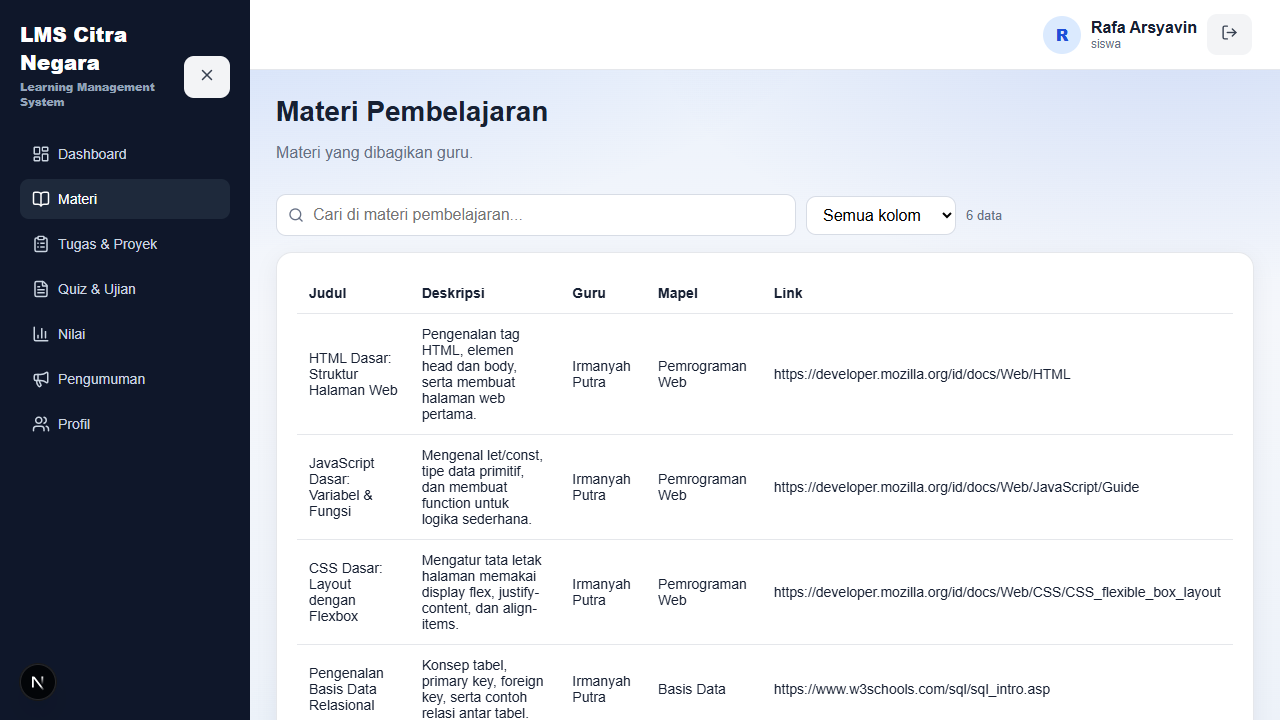 LMS Citra
Negara
Learning Management
System
Dashboard
Materi
Tugas & Proyek
Quiz & Ujian
Nilai
Pengumuman
Profil
N
R
Rafa Arsyavin
siswa
Materi Pembelajaran
Materi yang dibagikan guru.
Cari di materi pembelajaran...
Semua kolom
6 data
Judul Deskripsi Guru Mapel Link
HTML Dasar:
Struktur
Halaman Web
Pengenalan tag
HTML, elemen
head dan body,
serta membuat
halaman web
pertama.
Irmanyah
Putra
Pemrograman
Web
https://developer.mozilla.org/id/docs/Web/HTML
JavaScript
Dasar:
Variabel &
Fungsi
Mengenal let/const,
tipe data primitif,
dan membuat
function untuk
logika sederhana.
Irmanyah
Putra
Pemrograman
Web
https://developer.mozilla.org/id/docs/Web/JavaScript/Guide
CSS Dasar:
Layout
dengan
Flexbox
Mengatur tata letak
halaman memakai
display flex, justify-
content, dan align-
items.
Irmanyah
Putra
Pemrograman
Web
https://developer.mozilla.org/id/docs/Web/CSS/CSS_flexible_box_layout
Pengenalan
Basis Data
Relasional
Konsep tabel,
primary key, foreign
key, serta contoh
relasi antar tabel.
Irmanyah
Putra
Basis Data
https://www.w3schools.com/sql/sql_intro.asp